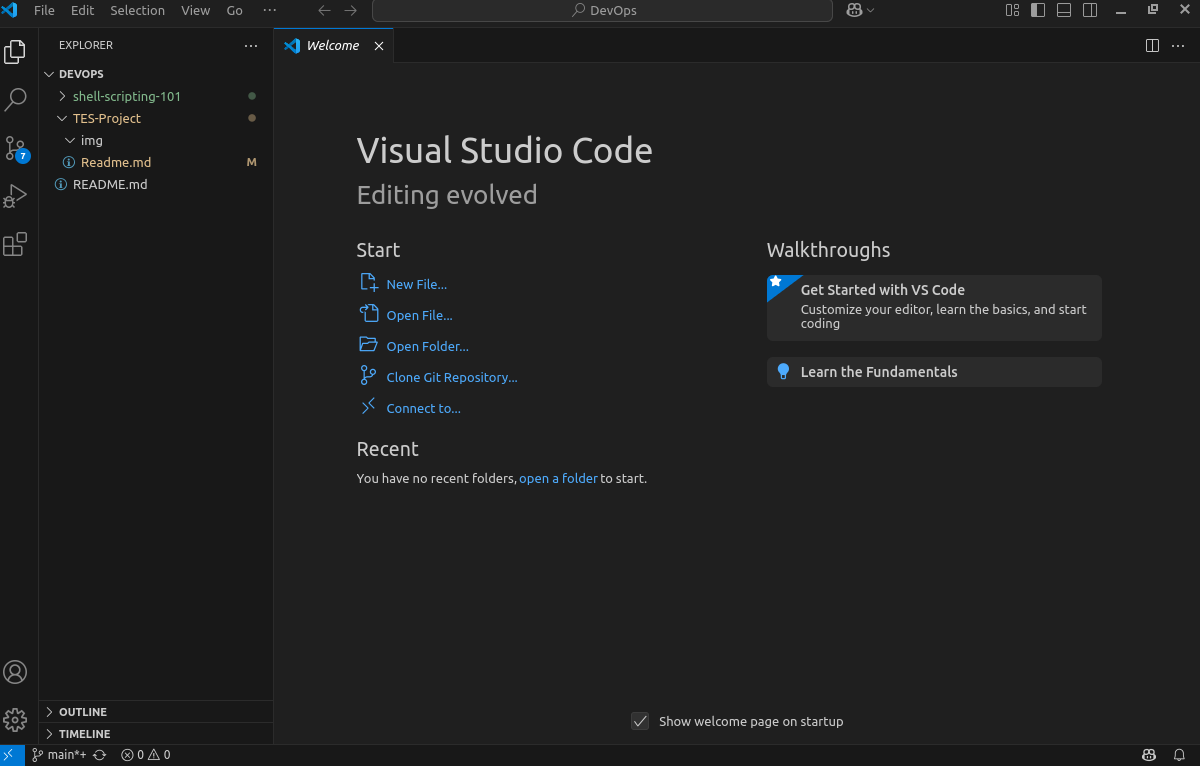 File Edit Selection View Go ··· DevOps
EXPLORER ···
Welcome
DEVOPS
shell-scripting-101
TES-Project
img
Readme.md M
README.md
7
Visual Studio Code
Editing evolved
Start
New File...
Open File...
Open Folder...
Clone Git Repository...
Connect to...
Recent
You have no recent folders, open a folder to start.
Walkthroughs
Get Started with VS Code
Customize your editor, learn the basics, and start
coding
Learn the Fundamentals
Show welcome page on startup
OUTLINE
TIMELINE
main*+ 0 0